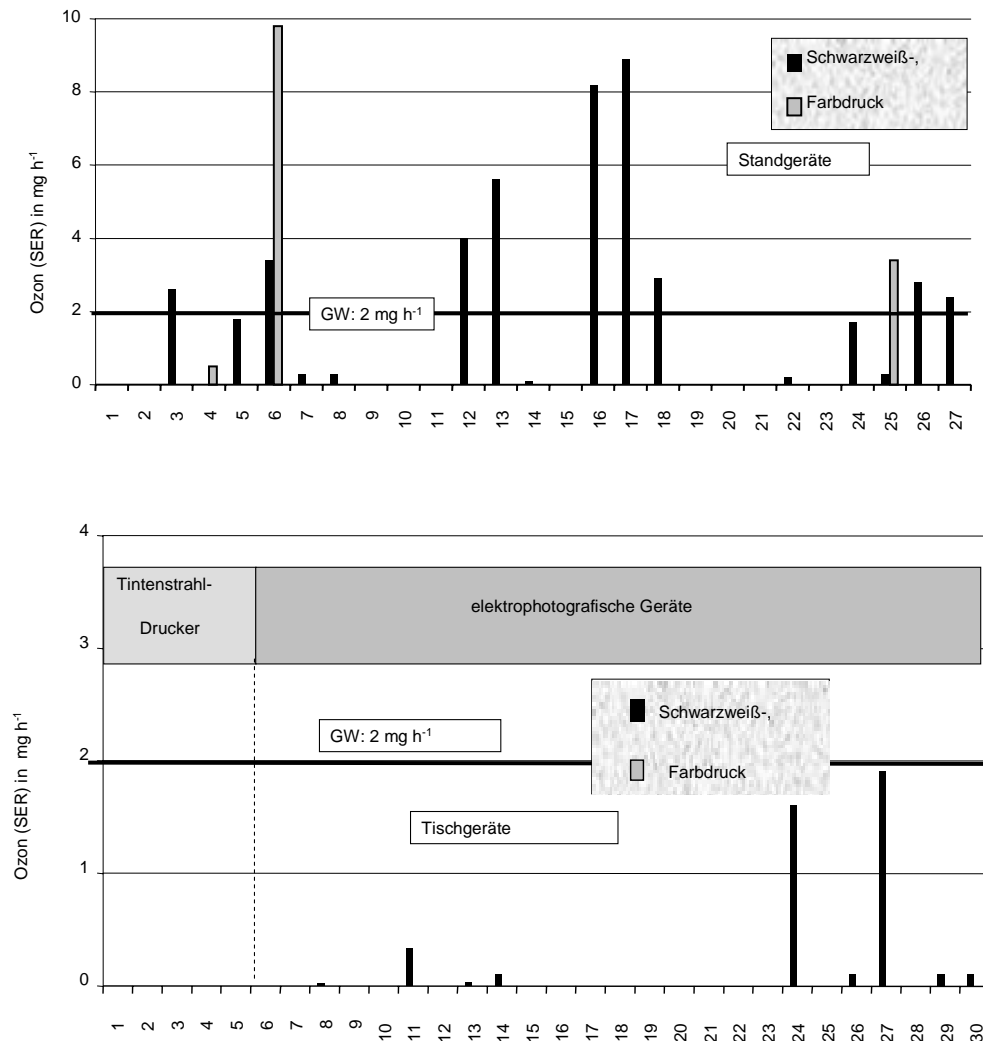 10
8
6
4
2
0
Ozon (SER) in mg h⁻¹
Schwarzweiß-,
Farbdruck
Standgeräte
GW: 2 mg h⁻¹
1 2 3 4 5 6 7 8 9 10 11 12 13 14 15 16 17 18 19 20 21 22 23 24 25 26 27
4
3
2
1
0
Ozon (SER) in mg h⁻¹
Tintenstrahl-
Drucker
elektrophotografische Geräte
Schwarzweiß-,
Farbdruck
GW: 2 mg h⁻¹
Tischgeräte
1 2 3 4 5 6 7 8 9 10 11 12 13 14 15 16 17 18 19 20 21 22 23 24 25 26 27 28 29 30